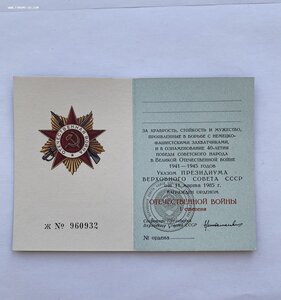 Ж № 960932
ЗА ХРАБРОСТЬ, СТОЙКОСТЬ И МУЖЕСТВО,
ПРОЯВЛЕННЫЕ В БОРЬБЕ С НЕМЕЦКО-
ФАШИСТСКИМИ ЗАХВАТЧИКАМИ,
И В ОЗНАМЕНОВАНИЕ 40-ЛЕТИЯ
ПОБЕДЫ СОВЕТСКОГО НАРОДА
В ВЕЛИКОЙ ОТЕЧЕСТВЕННОЙ ВОЙНЕ
1941—1945 ГОДОВ
УКАЗОМ ПРЕЗИДИУМА
ВЕРХОВНОГО СОВЕТА СССР
от 11 марта 1985 г.
НАГРАЖДЕН ОРДЕНОМ
ОТЕЧЕСТВЕННОЙ ВОЙНЫ
II степени
Секретарь Президиума
Верховного Совета СССР
№ ордена